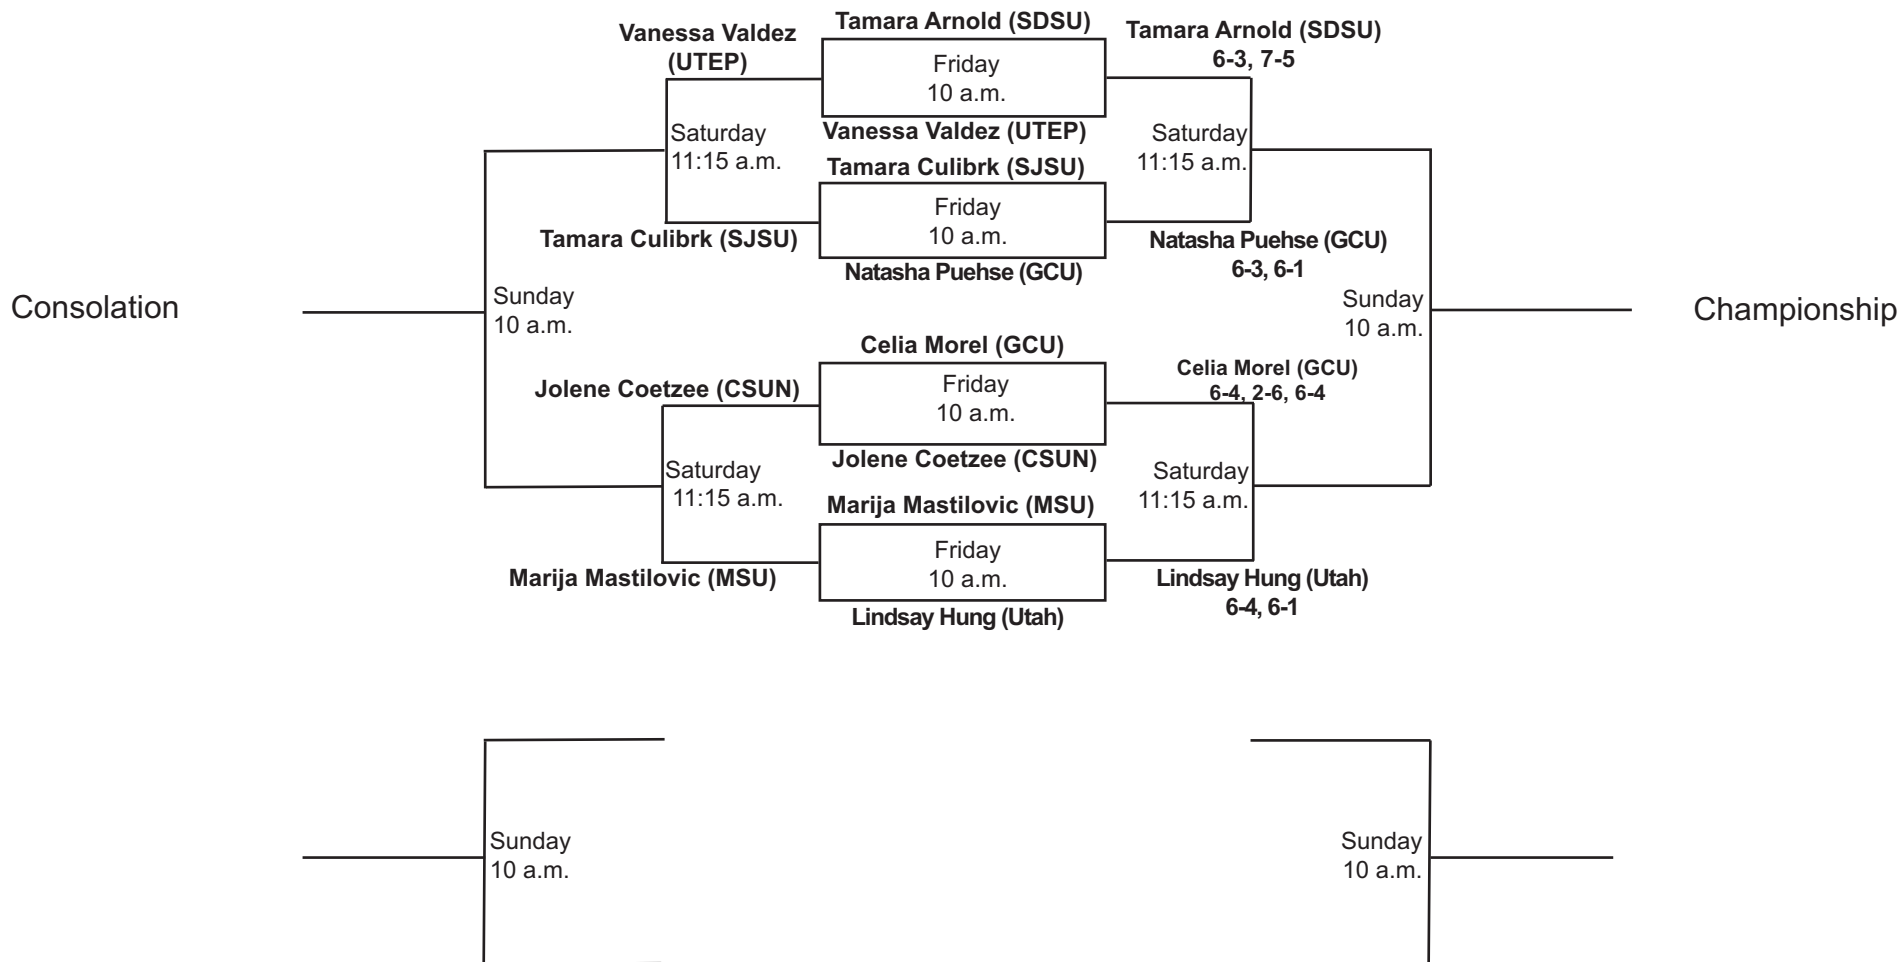 Vanessa Valdez
(UTEP)
Tamara Arnold (SDSU)
Tamara Arnold (SDSU)
6-3, 7-5
Friday
10 a.m.
Saturday
11:15 a.m.
Vanessa Valdez (UTEP)
Saturday
11:15 a.m.
Tamara Culibrk (SJSU)
Friday
10 a.m.
Tamara Culibrk (SJSU)
Natasha Puehse (GCU)
Natasha Puehse (GCU)
6-3, 6-1
Consolation
Sunday
10 a.m.
Sunday
10 a.m.
Championship
Celia Morel (GCU)
Jolene Coetzee (CSUN)
Friday
10 a.m.
Celia Morel (GCU)
6-4, 2-6, 6-4
Saturday
11:15 a.m.
Jolene Coetzee (CSUN)
Saturday
11:15 a.m.
Marija Mastilovic (MSU)
Friday
10 a.m.
Marija Mastilovic (MSU)
Lindsay Hung (Utah)
Lindsay Hung (Utah)
6-4, 6-1
Sunday
10 a.m.
Sunday
10 a.m.